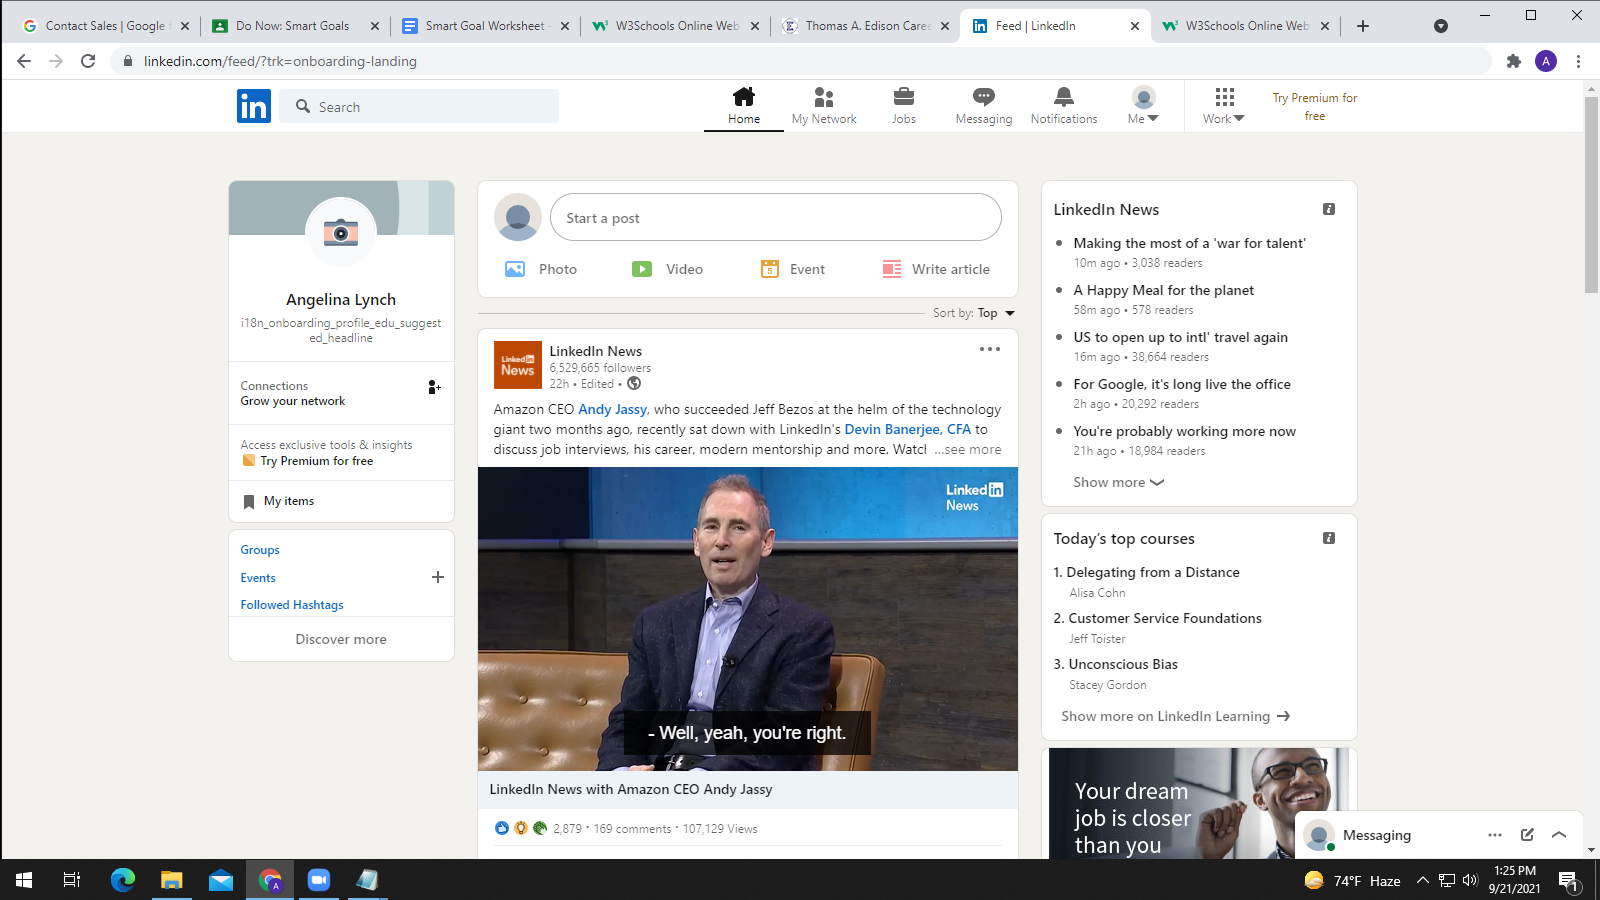 Contact Sales | Google f
Do Now: Smart Goals
Smart Goal Worksheet -
W3Schools Online Web
Thomas A. Edison Caree
Feed | LinkedIn
W3Schools Online Web
linkedin.com/feed/?trk=onboarding-landing
A
in
Search
Home
My Network
Jobs
Messaging
Notifications
Me
Work
Try Premium for
free
Angelina Lynch
i18n_onboarding_profile_edu_suggest
ed_headline
Connections
Grow your network
Access exclusive tools & insights
Try Premium for free
My items
Groups
Events
Followed Hashtags
Discover more
Start a post
Photo
Video
Event
Write article
Sort by: Top
Linked in
News
LinkedIn News
6,529,665 followers
22h • Edited •
Amazon CEO Andy Jassy, who succeeded Jeff Bezos at the helm of the technology
giant two months ago, recently sat down with LinkedIn's Devin Banerjee, CFA to
discuss job interviews, his career, modern mentorship and more. Watcl ...see more
Linked in
News
- Well, yeah, you're right.
LinkedIn News with Amazon CEO Andy Jassy
2,879 · 169 comments · 107,129 Views
LinkedIn News
Making the most of a 'war for talent'
10m ago • 3,038 readers
A Happy Meal for the planet
58m ago • 578 readers
US to open up to intl' travel again
16m ago • 38,664 readers
For Google, it's long live the office
2h ago • 20,292 readers
You're probably working more now
21h ago • 18,984 readers
Show more
Today's top courses
1. Delegating from a Distance
Alisa Cohn
2. Customer Service Foundations
Jeff Toister
3. Unconscious Bias
Stacey Gordon
Show more on LinkedIn Learning
Your dream
job is closer
than you
Messaging
74°F Haze
1:25 PM
9/21/2021
1